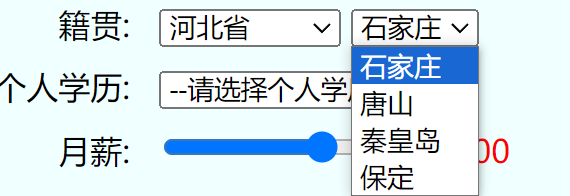 籍贯: 河北省 石家庄
石家庄
个人学历: --请选择个人学
唐山
秦皇岛
月薪: 00
保定